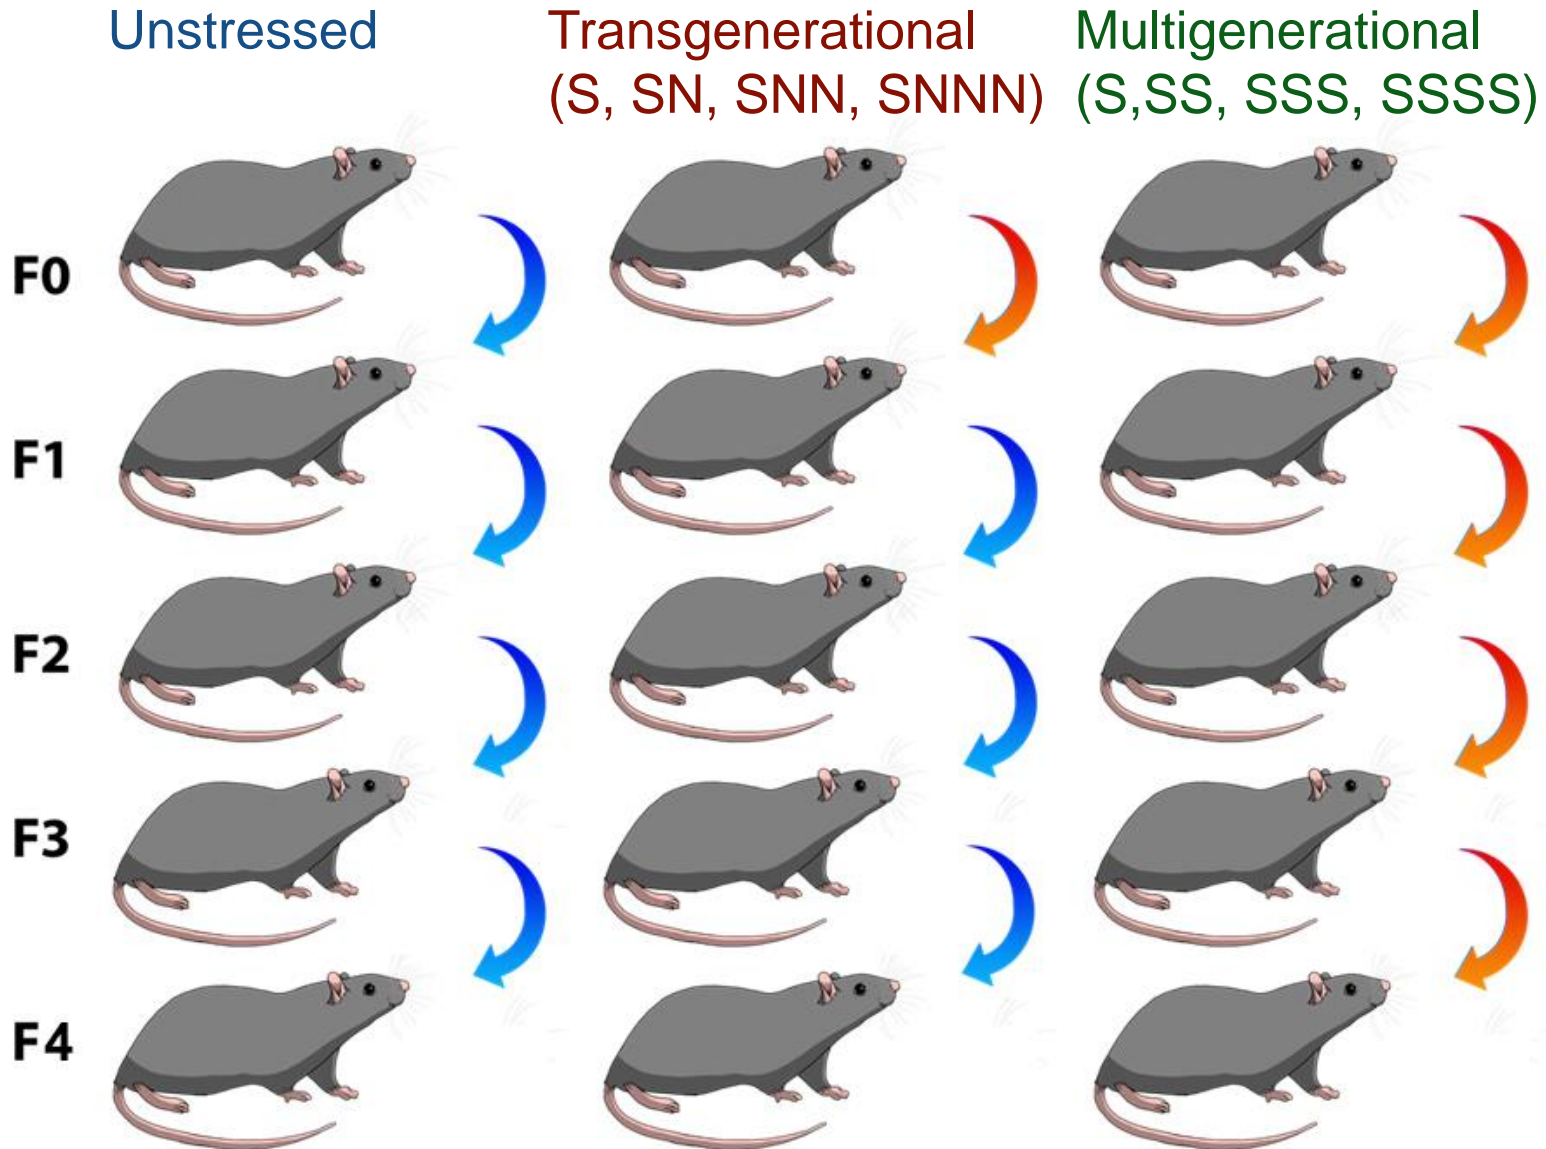 Unstressed
Transgenerational
(S, SN, SNN, SNNN)
Multigenerational
(S,SS, SSS, SSSS)
F0
F1
F2
F3
F4